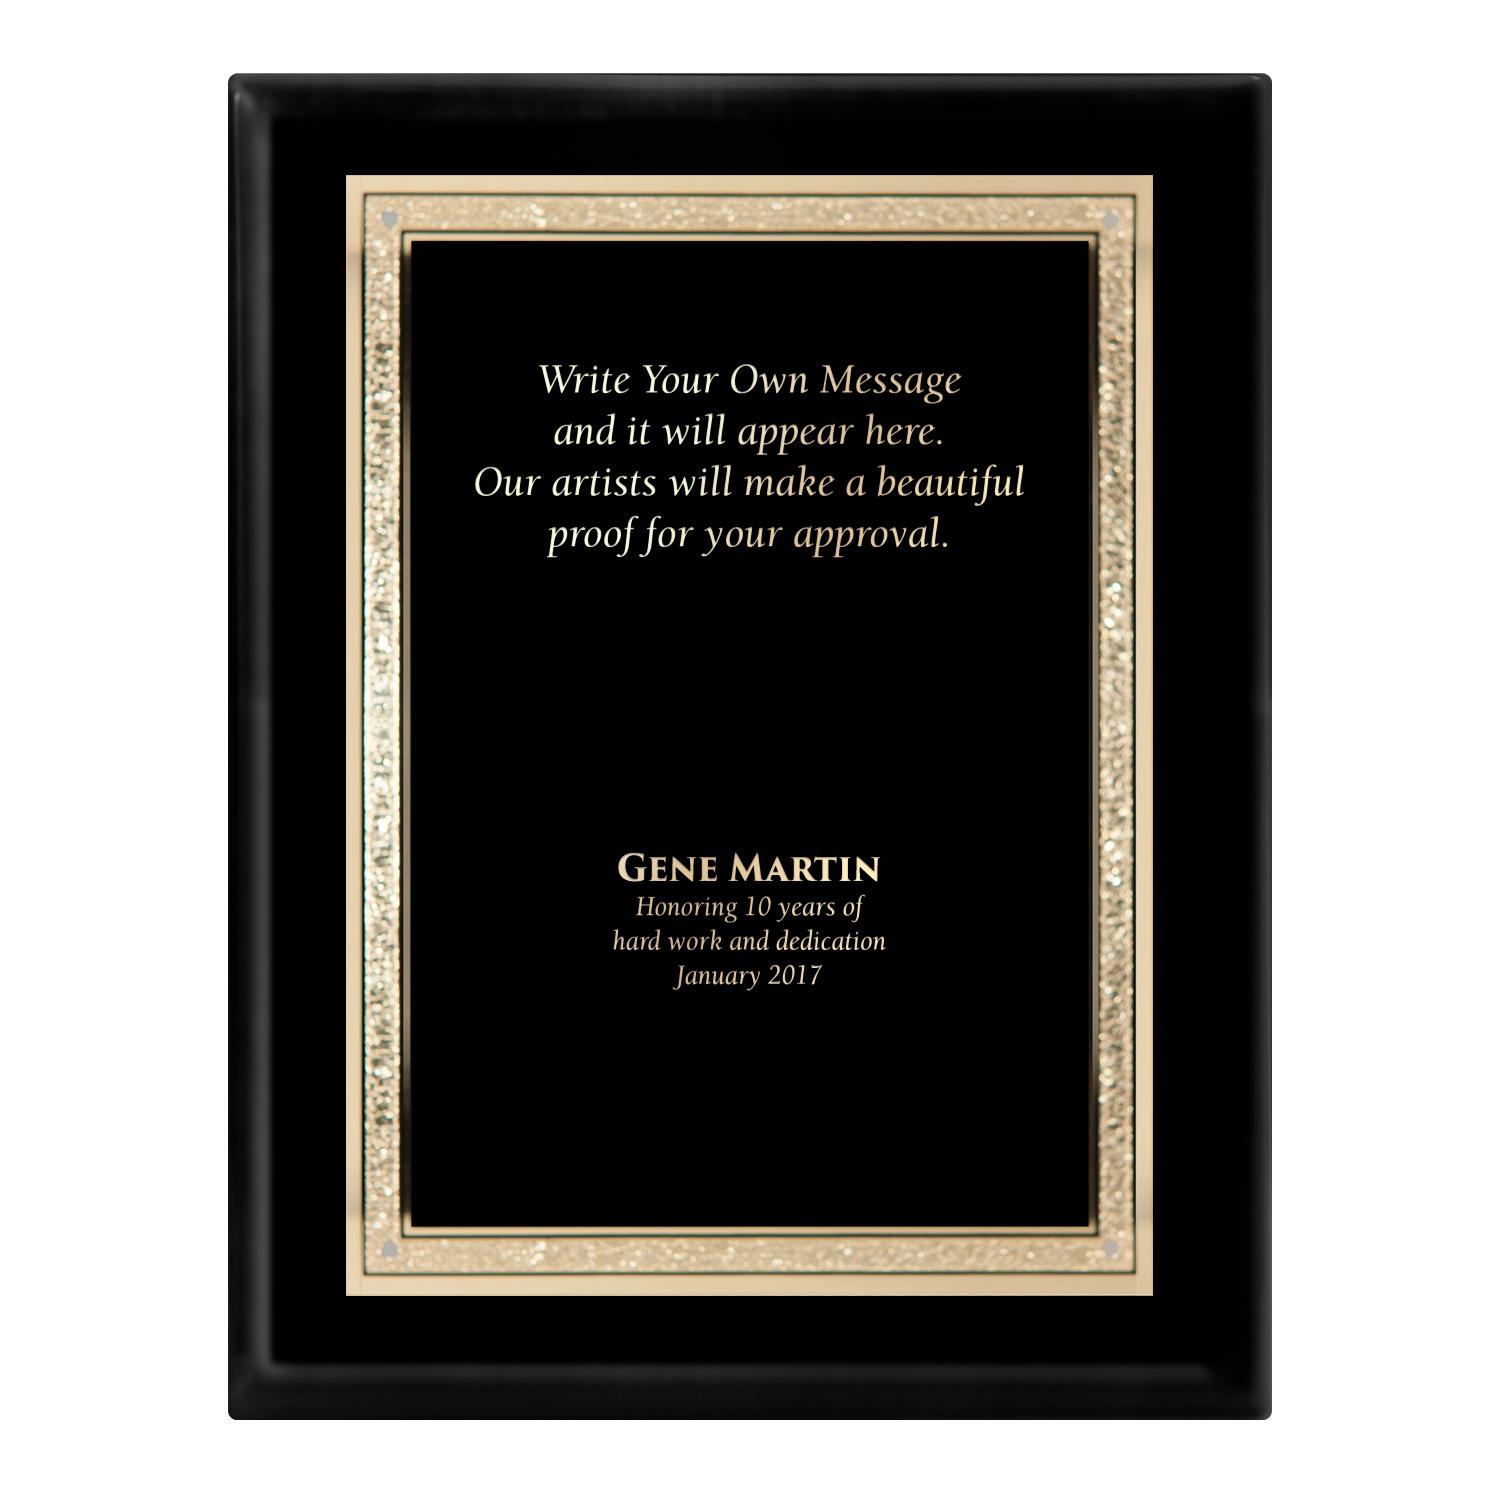 Write Your Own Message
and it will appear here.
Our artists will make a beautiful
proof for your approval.
GENE MARTIN
Honoring 10 years of
hard work and dedication
January 2017